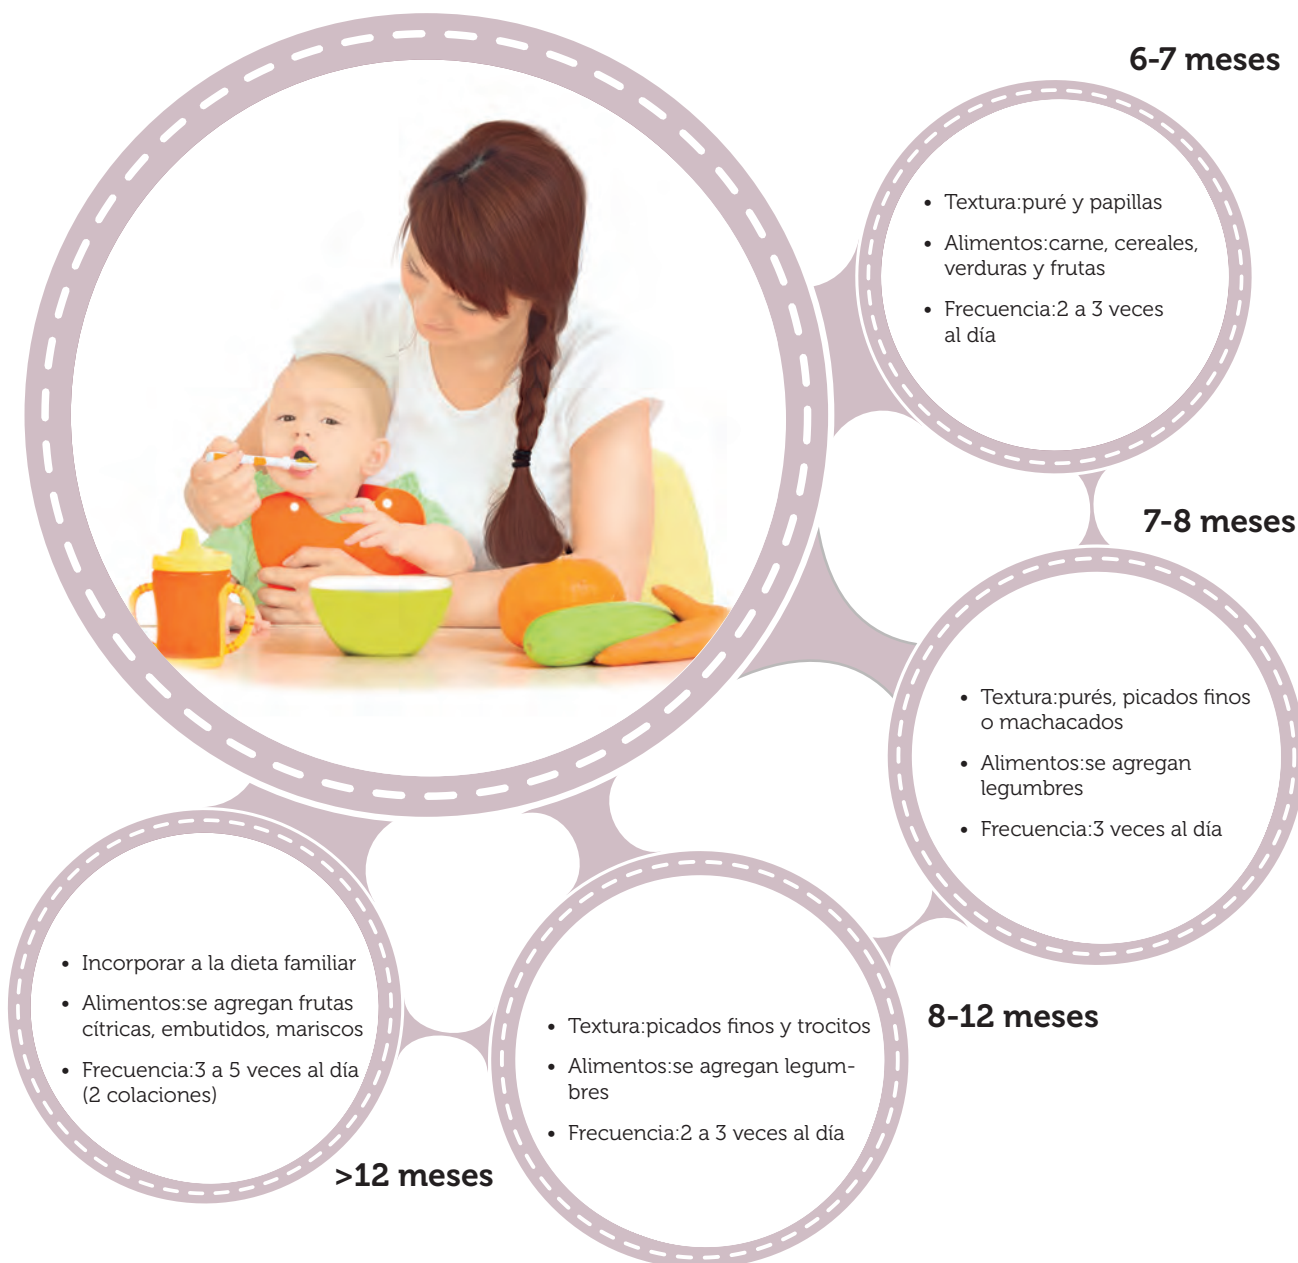 6-7 meses
• Textura:puré y papillas
• Alimentos:carne, cereales,
verduras y frutas
• Frecuencia:2 a 3 veces
al día
7-8 meses
• Textura:purés, picados finos
o machacados
• Alimentos:se agregan
legumbres
• Frecuencia:3 veces al día
8-12 meses
• Textura:picados finos y trocitos
• Alimentos:se agregan legum-
bres
• Frecuencia:2 a 3 veces al día
>12 meses
• Incorporar a la dieta familiar
• Alimentos:se agregan frutas
cítricas, embutidos, mariscos
• Frecuencia:3 a 5 veces al día
(2 colaciones)